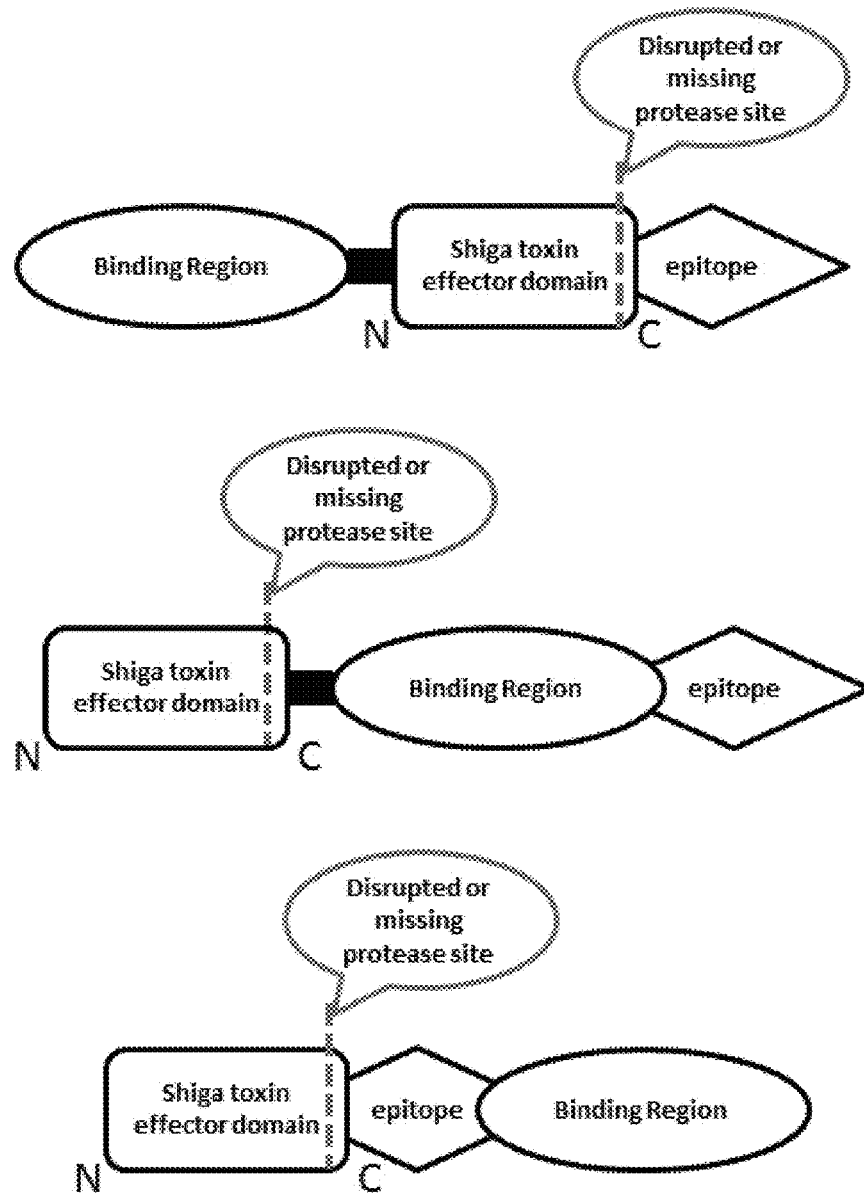 Disrupted or
missing
protease site
Binding Region
Shiga toxin
effector domain
epitope
N
C
Disrupted or
missing
protease site
Shiga toxin
effector domain
Binding Region
epitope
N
C
Disrupted or
missing
protease site
Shiga toxin
effector domain
epitope
Binding Region
N
C